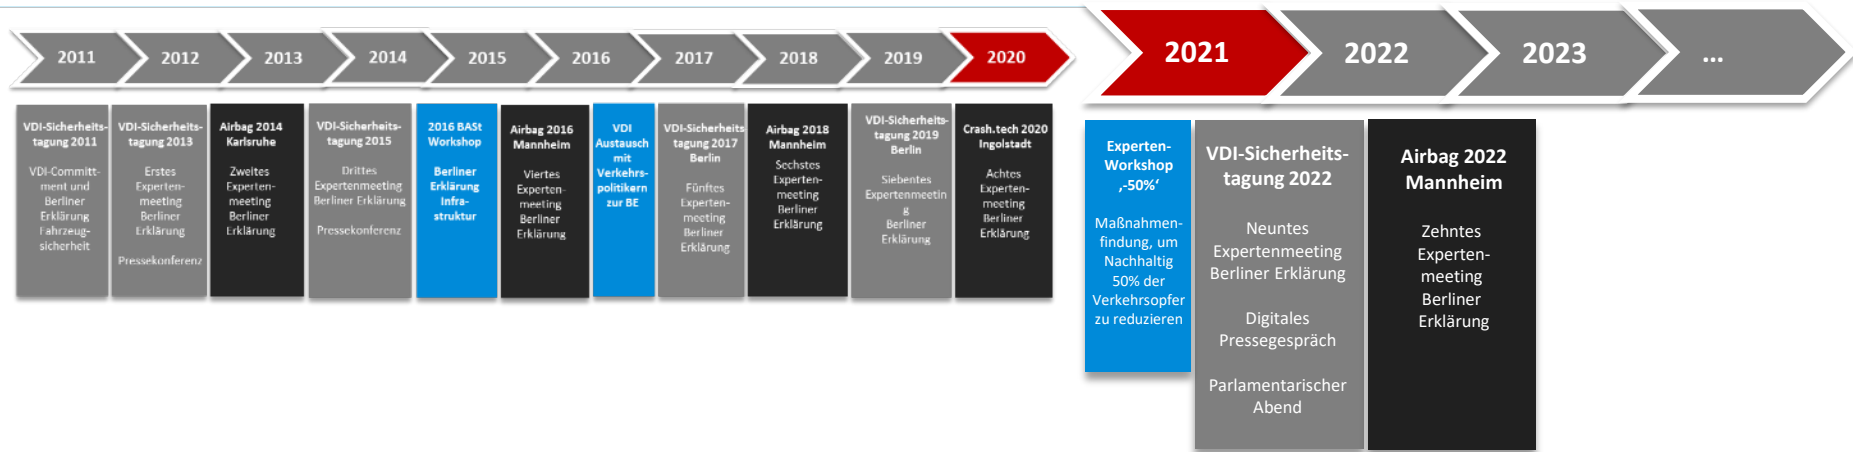 2011
2012
2013
2014
2015
2016
2017
2018
2019
2020
2021
2022
2023
...
VDI-Sicherheits-
tagung 2011
VDI-Committ-
ment und
Berliner
Erklärung
Fahrzeug-
sicherheit
VDI-Sicherheits-
tagung 2013
Erstes
Experten-
meeting
Berliner
Erklärung
Pressekonferenz
Airbag 2014
Karlsruhe
Zweites
Experten-
meeting
Berliner
Erklärung
VDI-Sicherheits-
tagung 2015
Drittes
Expertenmeeting
Berliner Erklärung
Pressekonferenz
2016 BASt
Workshop
Berliner
Erklärung
Infra-
struktur
Airbag 2016
Mannheim
Viertes
Experten-
meeting
Berliner
Erklärung
VDI
Austausch
mit
Verkehrs-
politikern
zur BE
VDI-Sicherheits
tagung 2017
Berlin
Fünftes
Experten-
meeting
Berliner
Erklärung
Airbag 2018
Mannheim
Sechstes
Experten-
meeting
Berliner
Erklärung
VDI-Sicherheits
tagung 2019
Berlin
Siebentes
Expertenmeetin
g
Berliner
Erklärung
Crash.tech 2020
Ingolstadt
Achtes
Experten-
meeting
Berliner
Erklärung
Experten-
Workshop
‚-50%‘
Maßnahmen-
findung, um
Nachhaltig
50% der
Verkehrsopfer
zu reduzieren
VDI-Sicherheits-
tagung 2022
Neuntes
Expertenmeeting
Berliner Erklärung
Digitales
Pressegespräch
Parlamentarischer
Abend
Airbag 2022
Mannheim
Zehntes
Experten-
meeting
Berliner
Erklärung